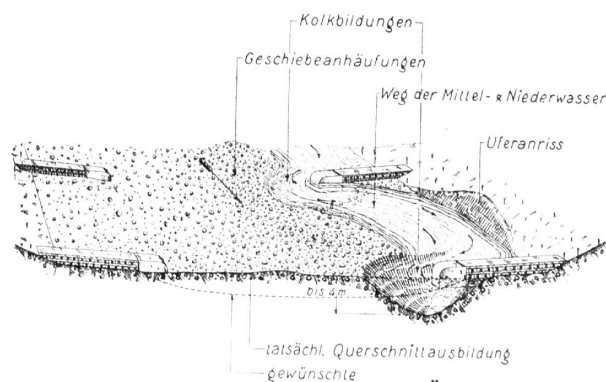 Kolkbildungen
Geschiebeanhäufungen
Weg der Mittel- & Niederwasser
Uferanriss
bis 4m
tatsächl. Querschnittausbildung
gewünschte